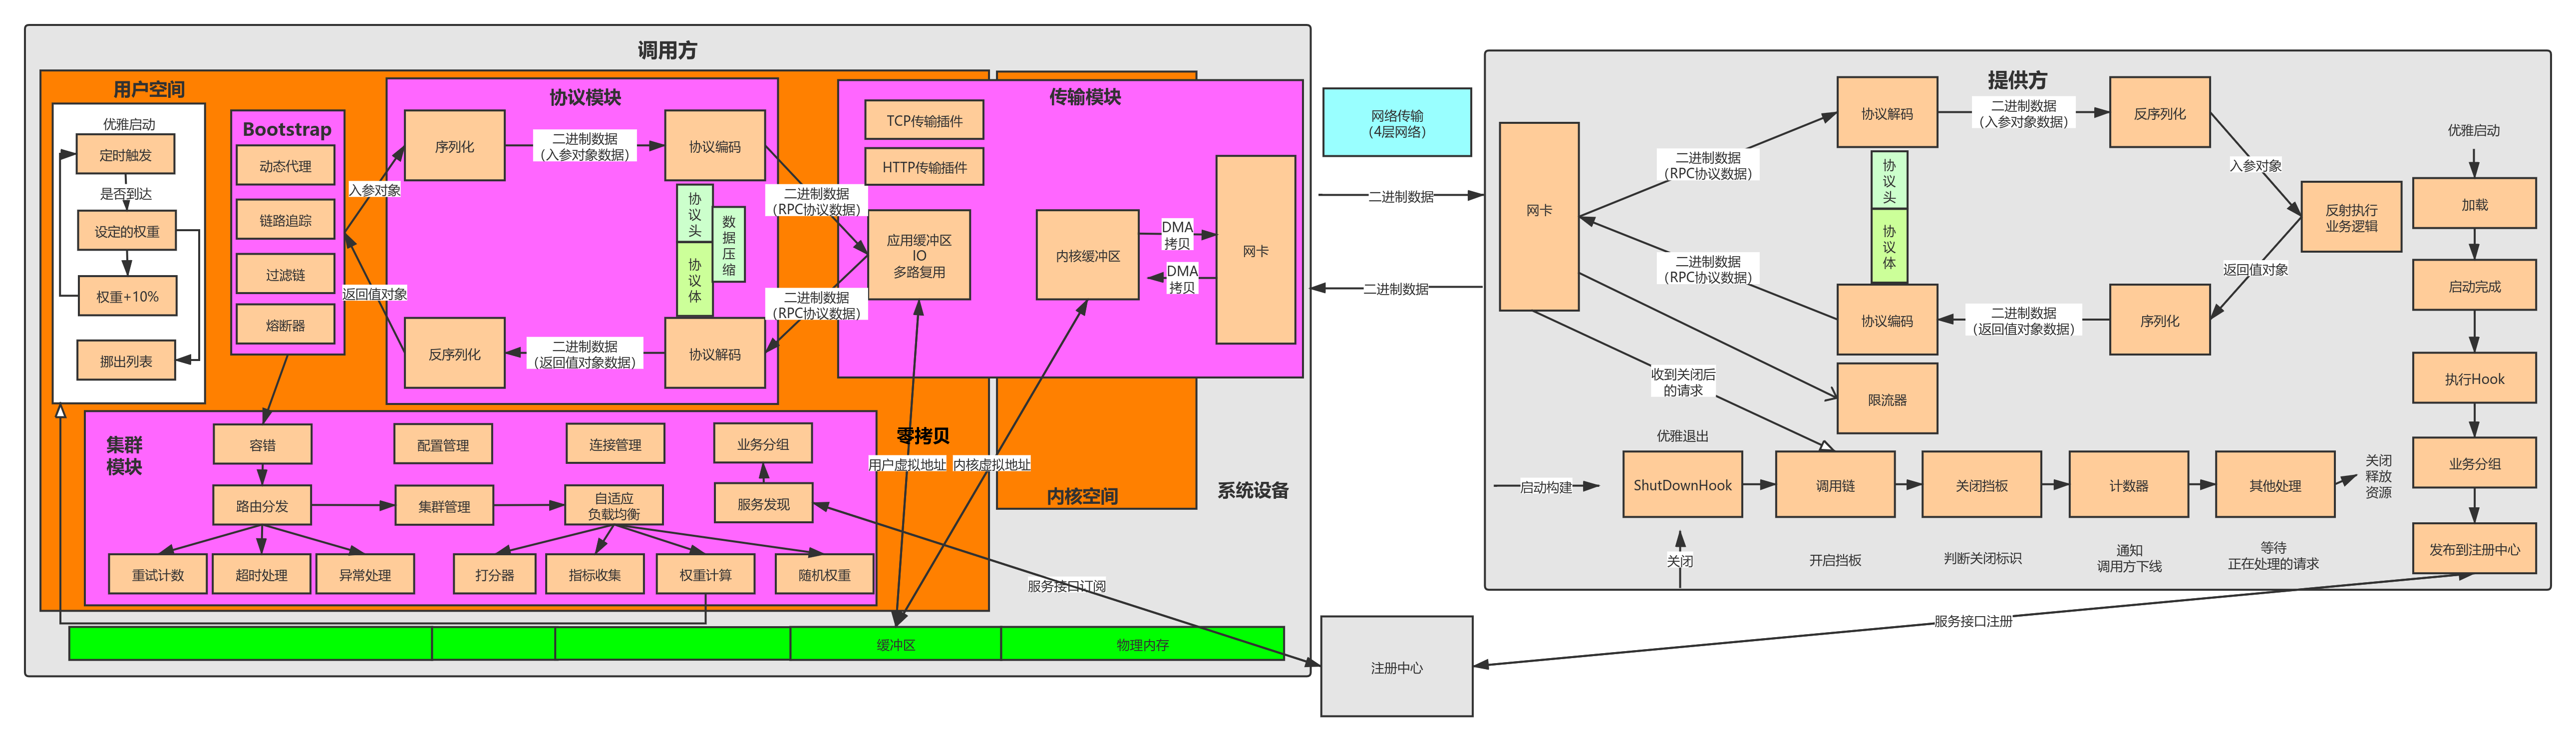 调用方
用户空间
优雅启动
定时触发
是否到达
设定的权重
权重+10%
挪出列表
Bootstrap
动态代理
链路追踪
过滤链
熔断器
入参对象
返回值对象
协议模块
序列化
二进制数据
（入参对象数据）
协议编码
协
议
头
协
议
体
数
据
压
缩
反序列化
二进制数据
（返回值对象数据）
协议解码
二进制数据
（RPC协议数据）
二进制数据
（RPC协议数据）
传输模块
TCP传输插件
HTTP传输插件
应用缓冲区
IO
多路复用
内核缓冲区
DMA
拷贝
DMA
拷贝
网卡
集群
模块
容错
配置管理
连接管理
业务分组
路由分发
集群管理
自适应
负载均衡
服务发现
重试计数
超时处理
异常处理
打分器
指标收集
权重计算
随机权重
零拷贝
用户虚拟地址
内核虚拟地址
内核空间
系统设备
服务接口订阅
缓冲区
物理内存
网络传输
（4层网络）
二进制数据
二进制数据
注册中心
服务接口注册
提供方
网卡
二进制数据
（RPC协议数据）
二进制数据
（RPC协议数据）
协议解码
二进制数据
（入参对象数据）
反序列化
协
议
头
协
议
体
入参对象
反射执行
业务逻辑
返回值对象
协议编码
二进制数据
（返回值对象数据）
序列化
限流器
收到关闭后
的请求
优雅退出
启动构建
ShutDownHook
调用链
关闭挡板
计数器
其他处理
关闭
释放
资源
关闭
开启挡板
判断关闭标识
通知
调用方下线
等待
正在处理的请求
优雅启动
加载
启动完成
执行Hook
业务分组
发布到注册中心